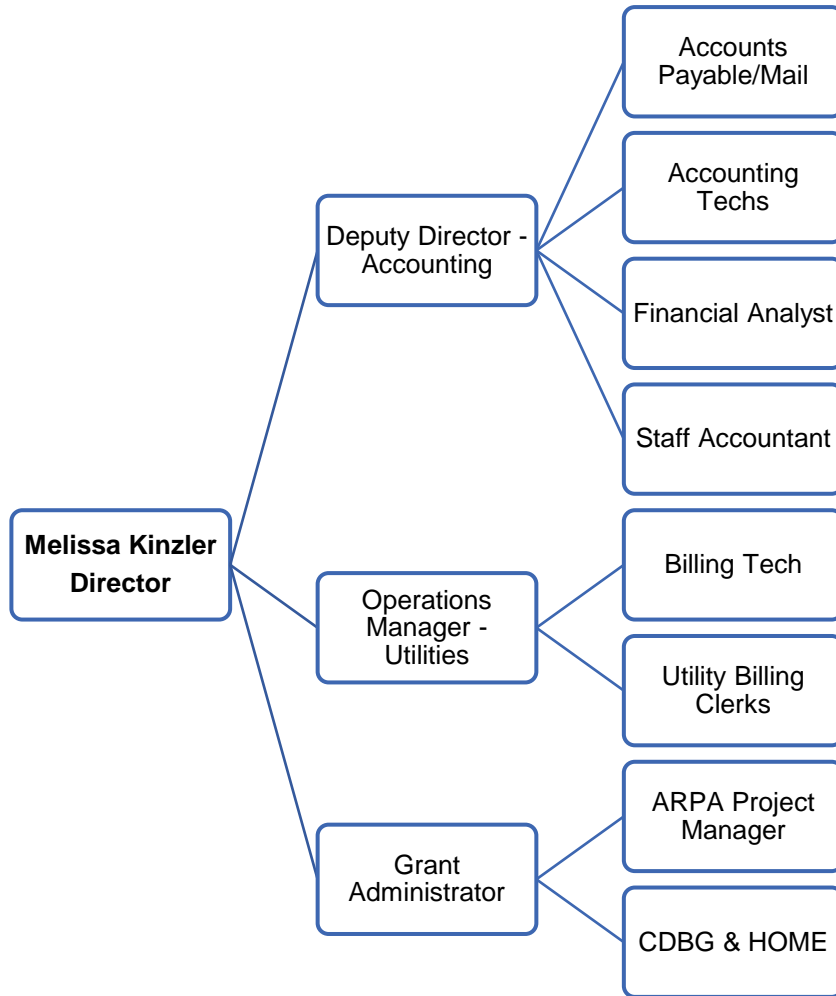 Accounts
Payable/Mail
Accounting
Techs
Deputy Director -
Accounting
Financial Analyst
Staff Accountant
Melissa Kinzler
Director
Billing Tech
Operations
Manager -
Utilities
Utility Billing
Clerks
ARPA Project
Manager
Grant
Administrator
CDBG & HOME